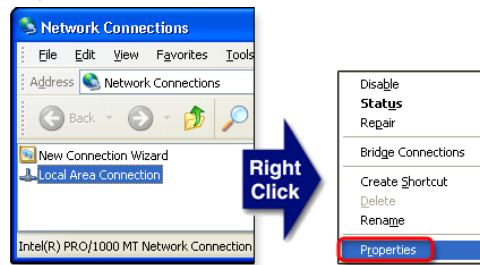 Network Connections
File Edit View Favorites Tools
Address Network Connections
Back
New Connection Wizard
Local Area Connection
Intel(R) PRO/1000 MT Network Connection
Right
Click
Disable
Status
Repair
Bridge Connections
Create Shortcut
Delete
Rename
Properties